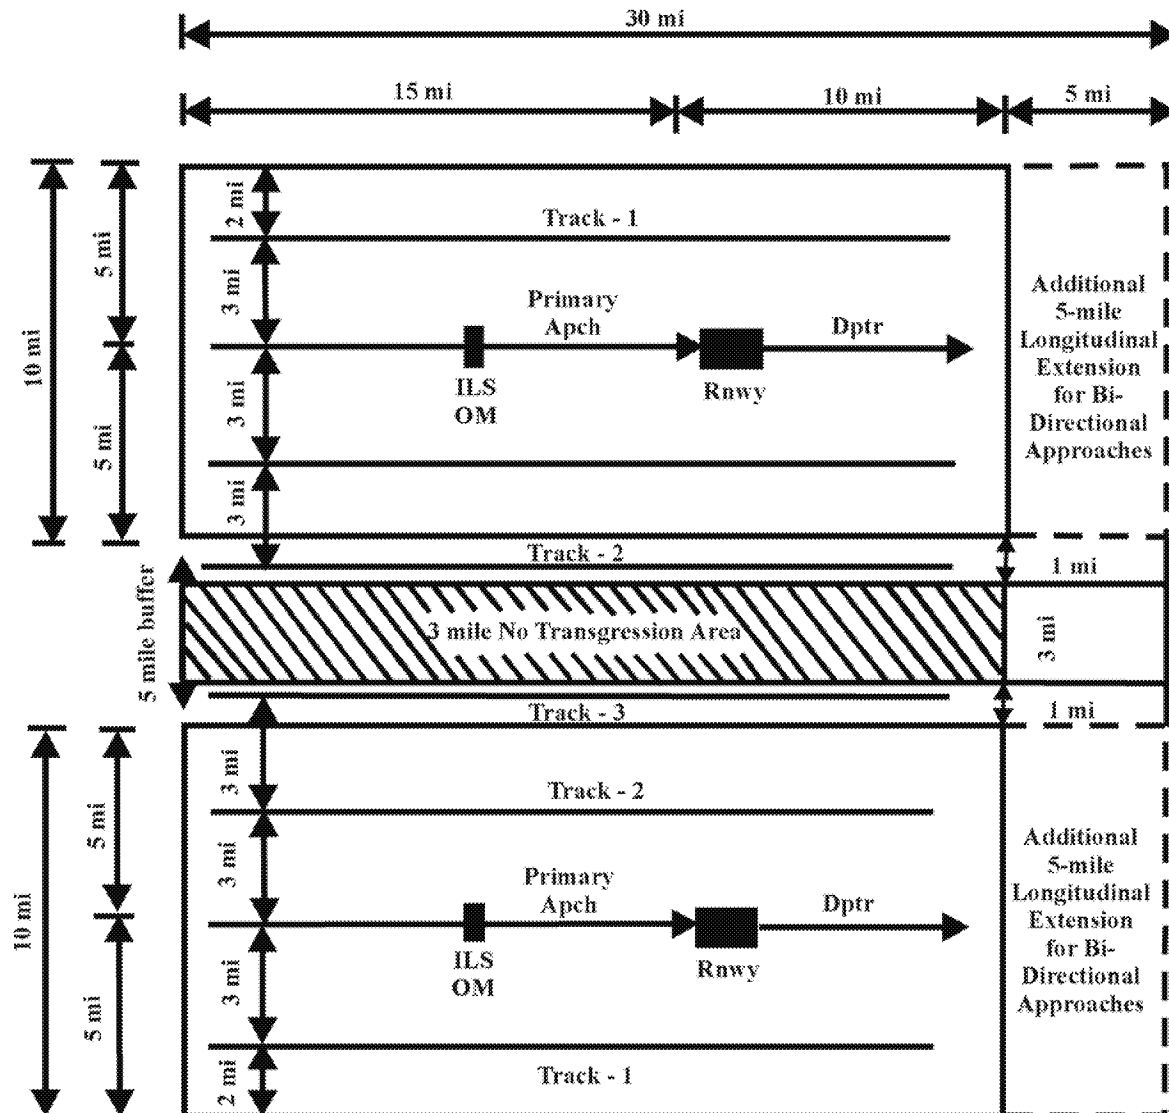 30 mi
15 mi
10 mi
5 mi
2 mi
Track - 1
5 mi
3 mi
10 mi
Primary
Apch
Dptr
ILS
OM
Rnwy
3 mi
5 mi
3 mi
Additional
5-mile
Longitudinal
Extension
for Bi-
Directional
Approaches
Track - 2
1 mi
5 mile buffer
3 mile No Transgression Area
3 mi
Track - 3
1 mi
3 mi
Track - 2
5 mi
3 mi
10 mi
Primary
Apch
Dptr
ILS
OM
Rnwy
3 mi
5 mi
Additional
5-mile
Longitudinal
Extension
for Bi-
Directional
Approaches
2 mi
Track - 1